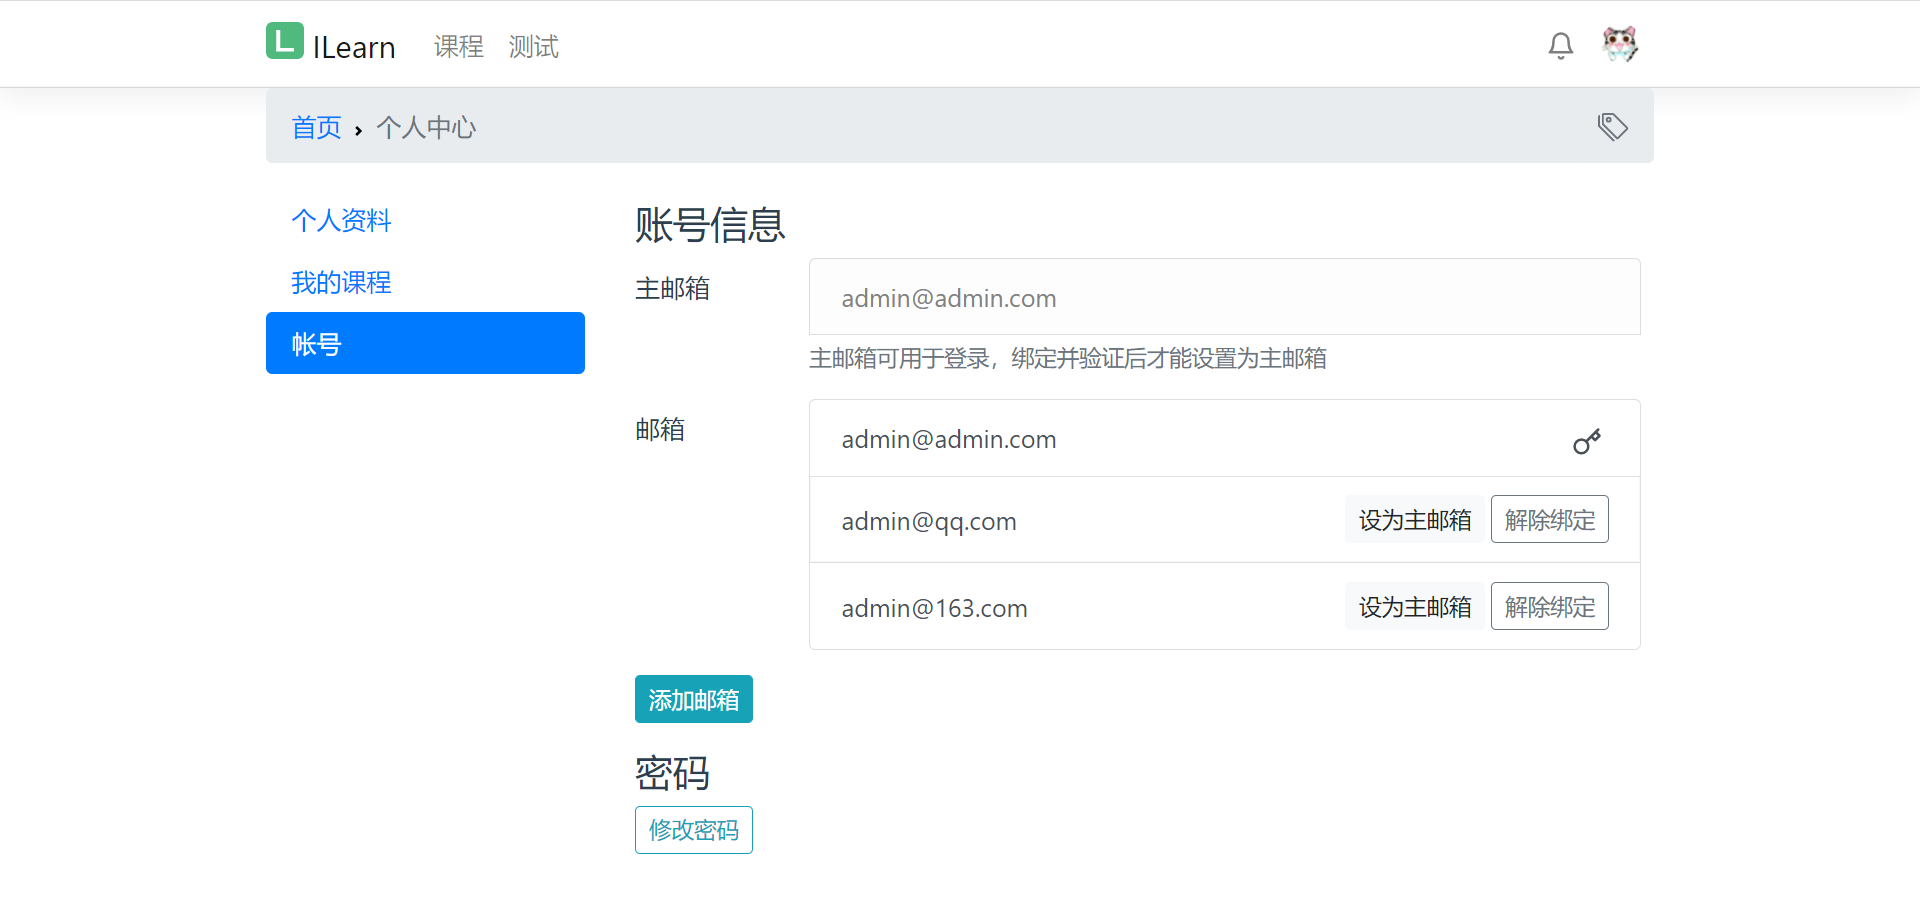 L ILearn 课程 测试
首页 › 个人中心
个人资料
我的课程
帐号
账号信息
主邮箱 admin@admin.com
主邮箱可用于登录，绑定并验证后才能设置为主邮箱
邮箱 admin@admin.com
admin@qq.com 设为主邮箱 解除绑定
admin@163.com 设为主邮箱 解除绑定
添加邮箱
密码
修改密码